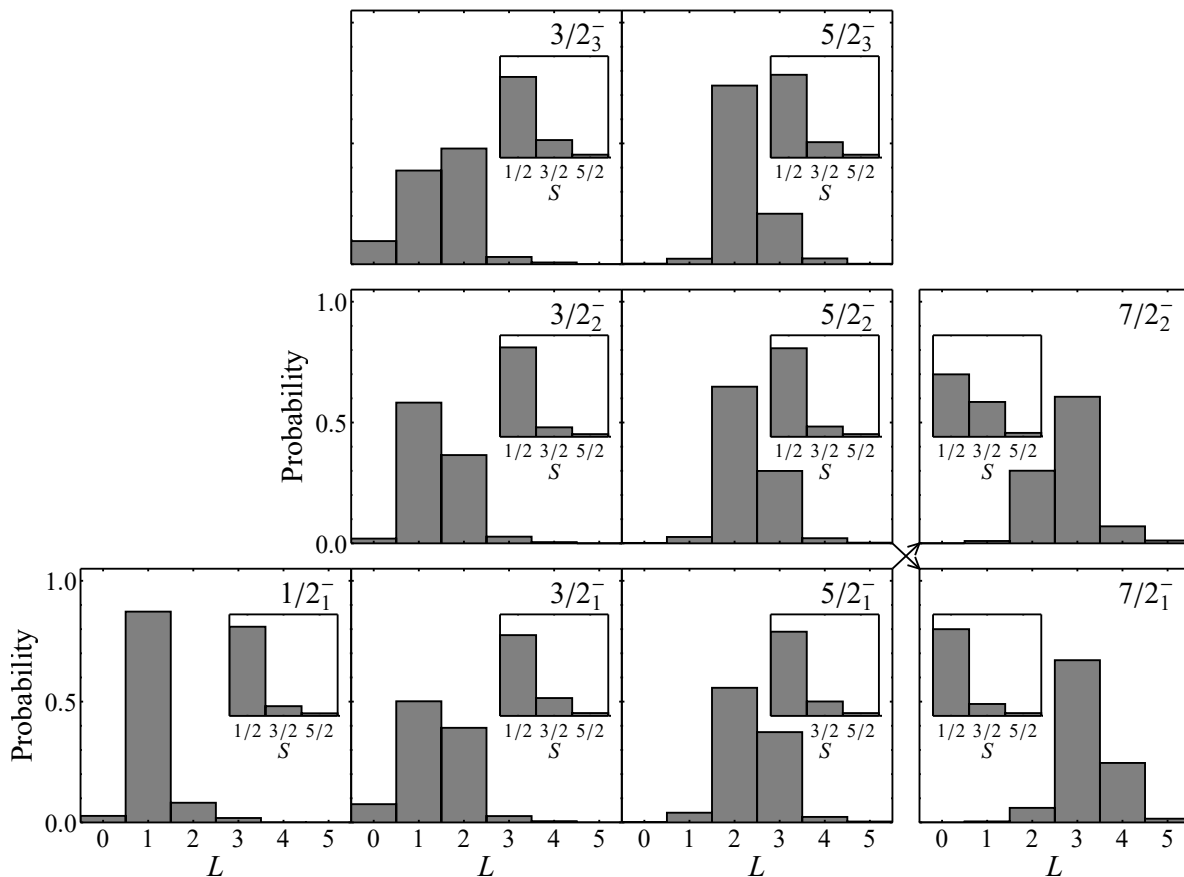 3/2₃⁻
5/2₃⁻
1/2 3/2 5/2
S
1/2 3/2 5/2
S
Probability
1.0
0.5
0.0
3/2₂⁻
5/2₂⁻
7/2₂⁻
1/2 3/2 5/2
S
1/2 3/2 5/2
S
1/2 3/2 5/2
S
Probability
1.0
0.5
0.0
1/2₁⁻
3/2₁⁻
5/2₁⁻
7/2₁⁻
1/2 3/2 5/2
S
1/2 3/2 5/2
S
1/2 3/2 5/2
S
1/2 3/2 5/2
S
0 1 2 3 4 5
0 1 2 3 4 5
0 1 2 3 4 5
0 1 2 3 4 5
L
L
L
L